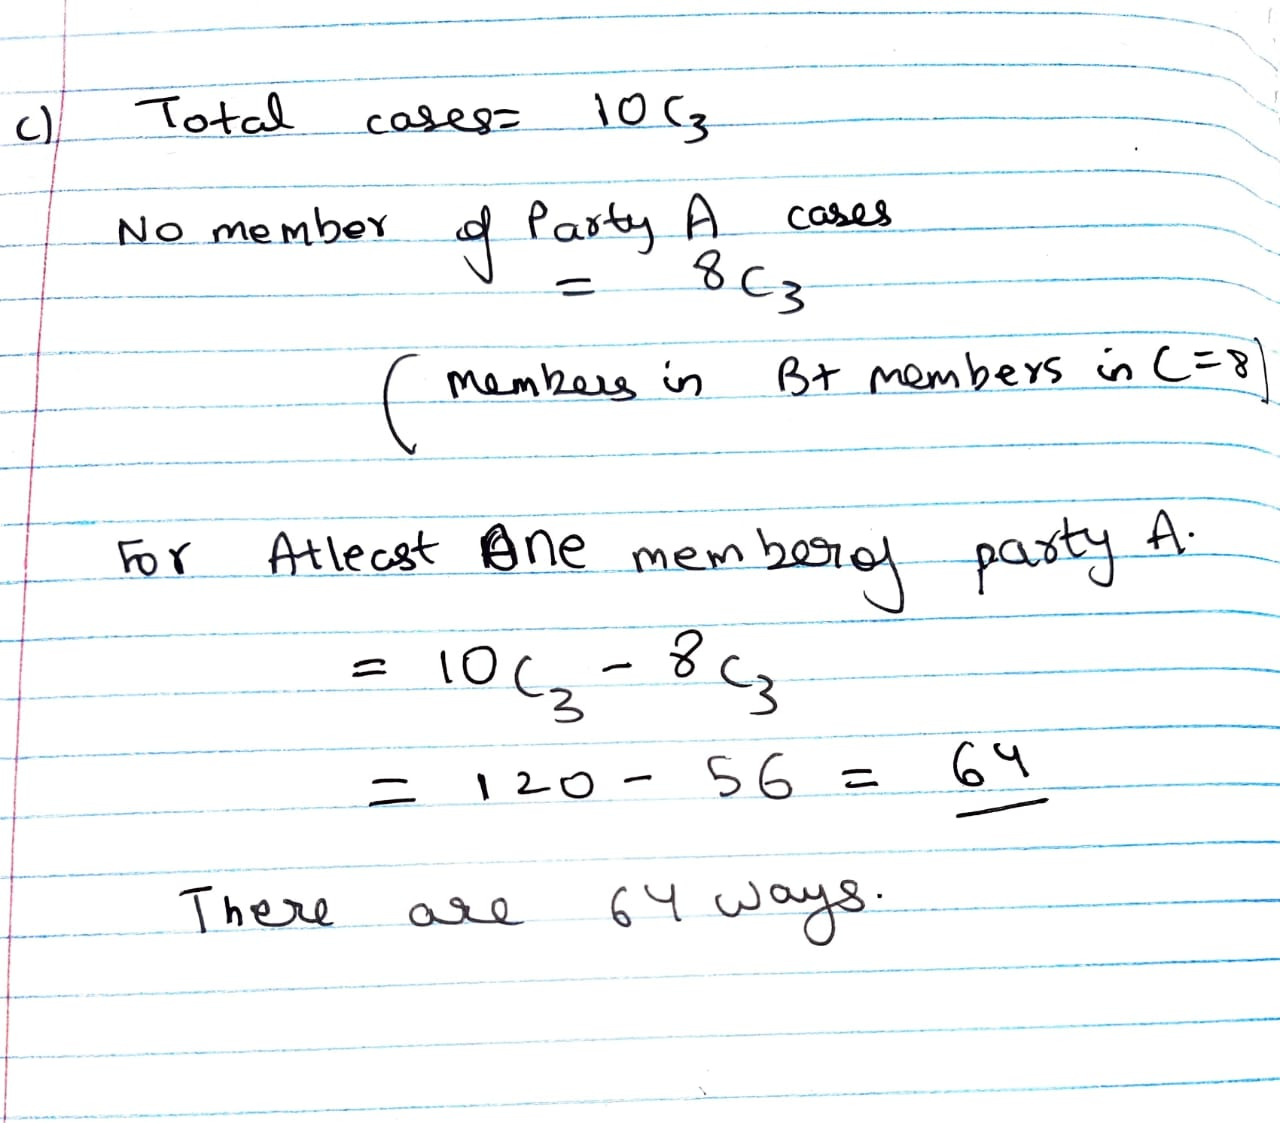 c) Total cases= 10C3
No member of Party A cases
= 8C3
(members in B+ members in C=8)
For Atleast One member of party A.
= 10C3 - 8C3
= 120 - 56 = 64
There are 64 ways.